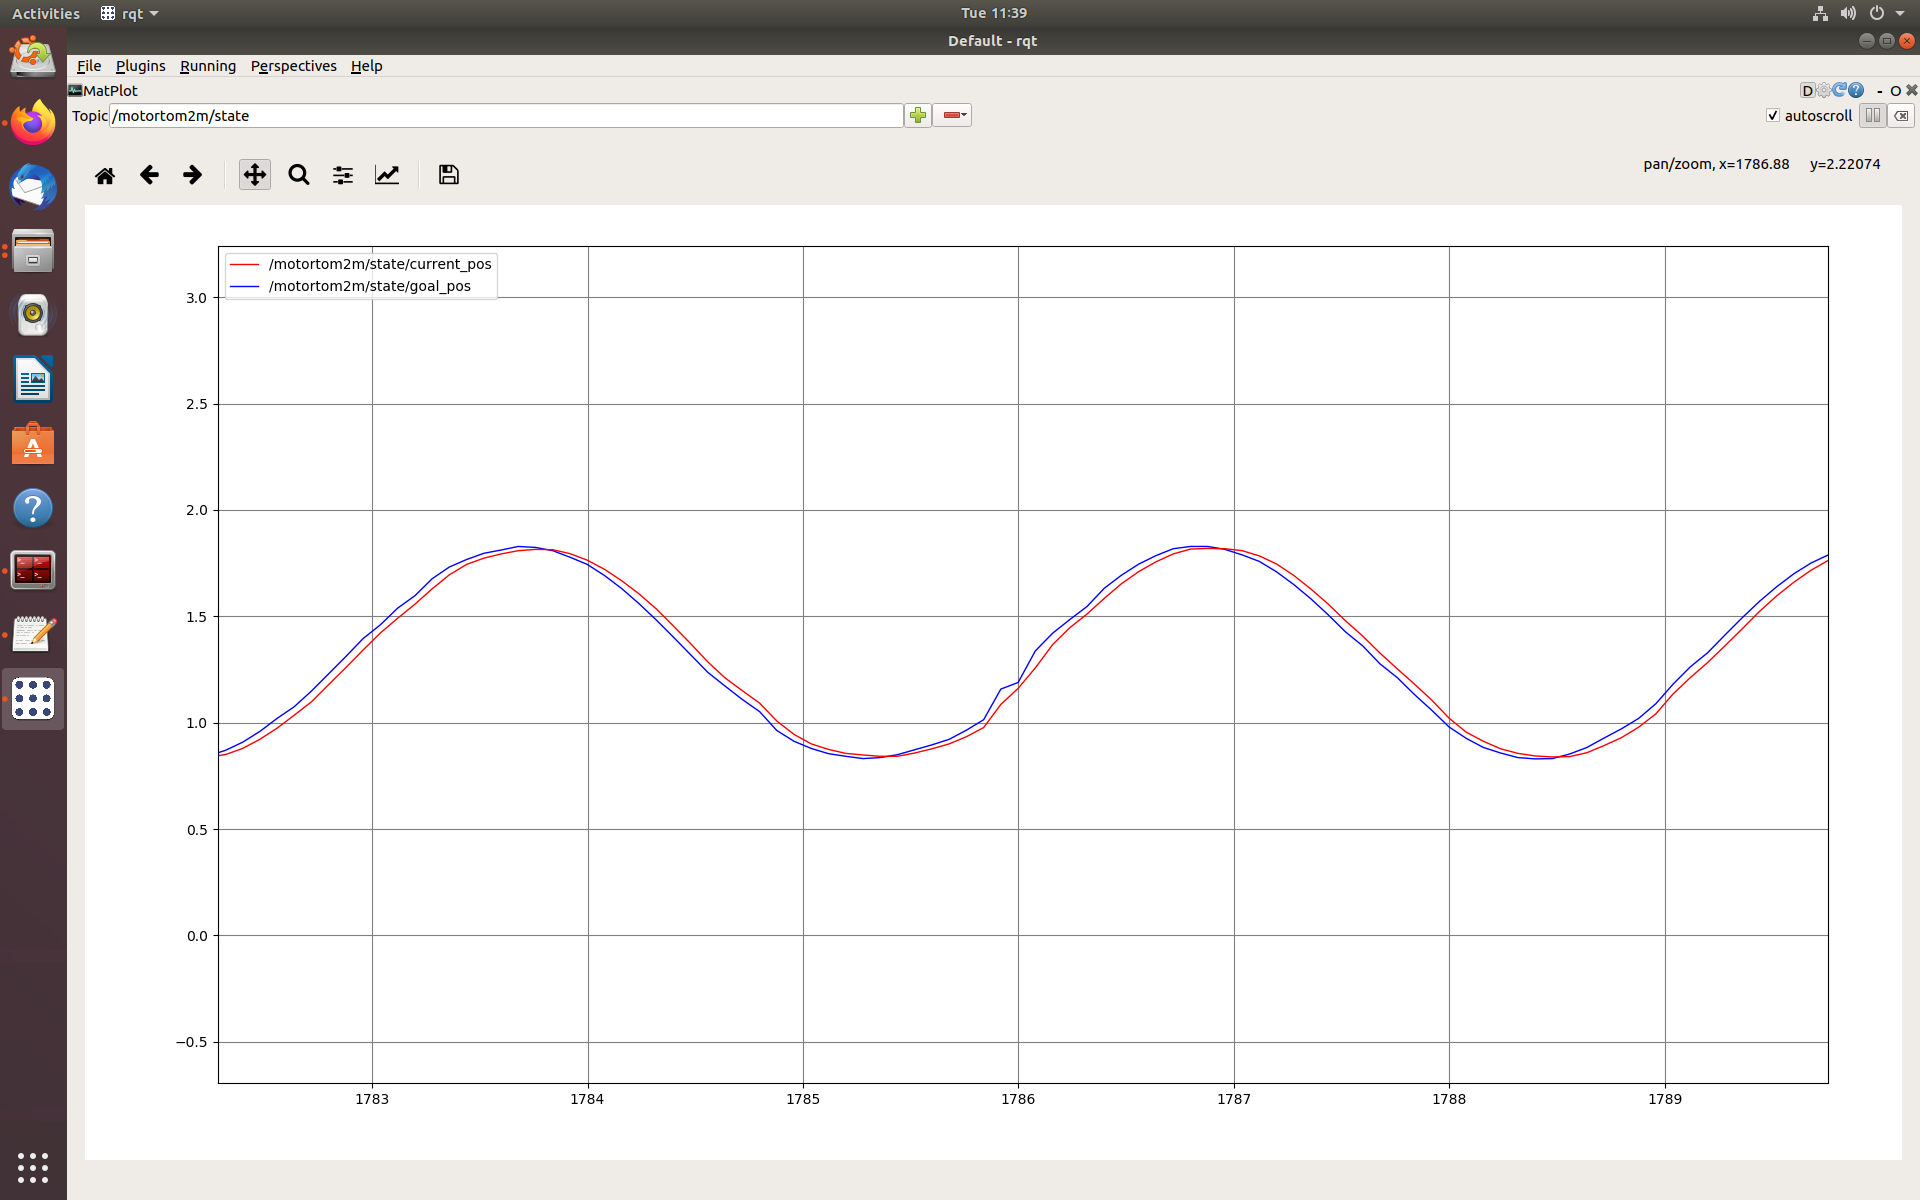 Activities
rqt
Tue 11:39
Default - rqt
File Plugins Running Perspectives Help
MatPlot
D
- O
Topic /motortom2m/state
autoscroll
pan/zoom, x=1786.88 y=2.22074
/motortom2m/state/current_pos
/motortom2m/state/goal_pos
3.0
2.5
2.0
1.5
1.0
0.5
0.0
−0.5
1783 1784 1785 1786 1787 1788 1789